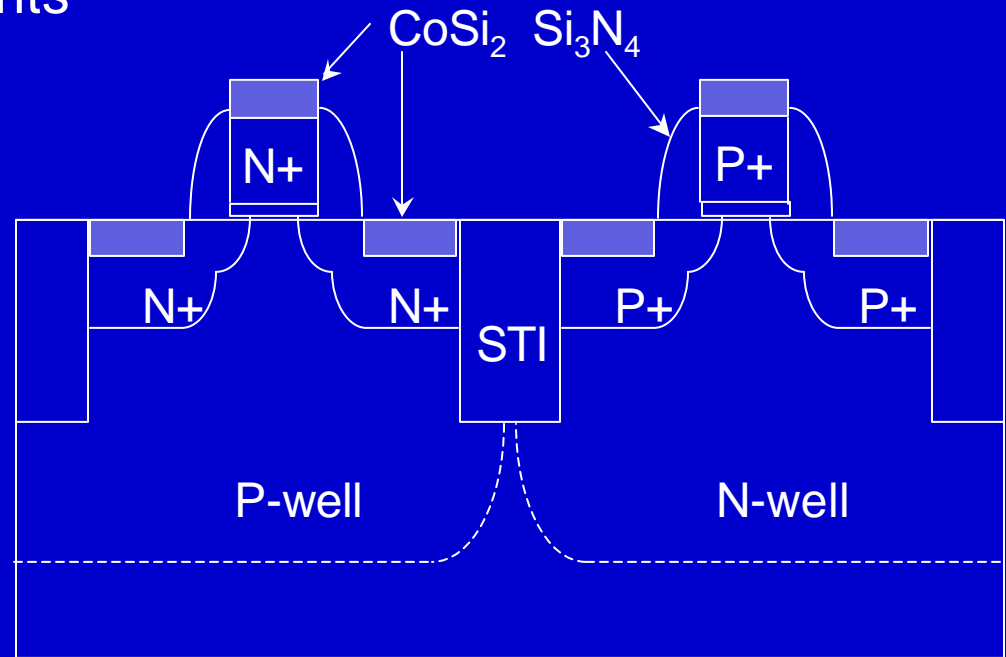 CoSi₂ Si₃N₄
N+ P+
N+ N+ P+ P+
STI
P-well N-well